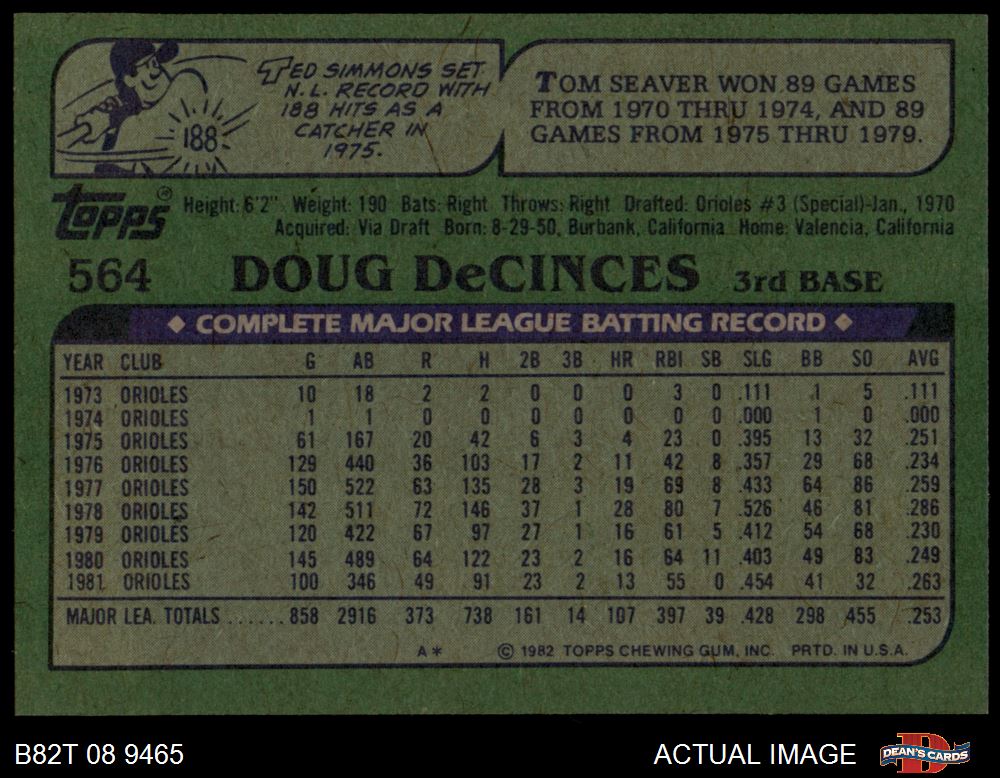 TED SIMMONS SET
N.L. RECORD WITH
188 HITS AS A
CATCHER IN
1975.
188
TOM SEAVER WON 89 GAMES
FROM 1970 THRU 1974, AND 89
GAMES FROM 1975 THRU 1979.
Topps®
Height: 6'2" Weight: 190 Bats: Right Throws: Right Drafted: Orioles #3 (Special)-Jan., 1970
Acquired: Via Draft Born: 8-29-50, Burbank, California Home: Valencia, California
564 DOUG DeCINCES 3rd BASE
◆ COMPLETE MAJOR LEAGUE BATTING RECORD ◆
YEAR CLUB G AB R H 2B 3B HR RBI SB SLG BB SO AVG
1973 ORIOLES 10 18 2 2 0 0 0 3 0 .111 1 5 .111
1974 ORIOLES 1 1 0 0 0 0 0 0 0 .000 1 0 .000
1975 ORIOLES 61 167 20 42 6 3 4 23 0 .395 13 32 .251
1976 ORIOLES 129 440 36 103 17 2 11 42 8 .357 29 68 .234
1977 ORIOLES 150 522 63 135 28 3 19 69 8 .433 64 86 .259
1978 ORIOLES 142 511 72 146 37 1 28 80 7 .526 46 81 .286
1979 ORIOLES 120 422 67 97 27 1 16 61 5 .412 54 68 .230
1980 ORIOLES 145 489 64 122 23 2 16 64 11 .403 49 83 .249
1981 ORIOLES 100 346 49 91 23 2 13 55 0 .454 41 32 .263
MAJOR LEA. TOTALS ...... 858 2916 373 738 161 14 107 397 39 .428 298 455 .253
A* © 1982 TOPPS CHEWING GUM, INC. PRTD. IN U.S.A.
B82T 08 9465 ACTUAL IMAGE D DEAN'S CARDS